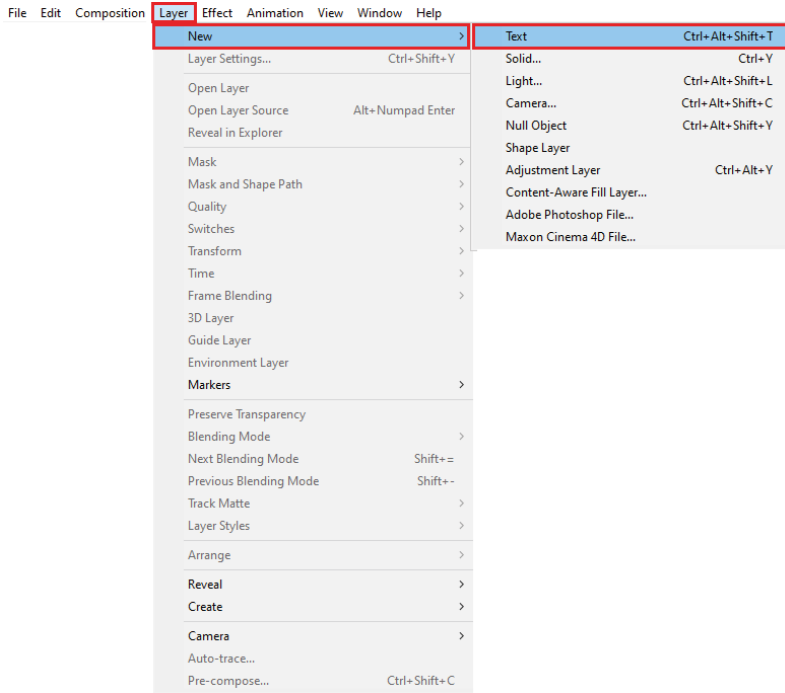 File Edit Composition Layer Effect Animation View Window Help
New >
Layer Settings... Ctrl+Shift+Y
Open Layer
Open Layer Source Alt+Numpad Enter
Reveal in Explorer
Mask >
Mask and Shape Path >
Quality >
Switches >
Transform >
Time >
Frame Blending >
3D Layer
Guide Layer
Environment Layer
Markers >
Preserve Transparency
Blending Mode >
Next Blending Mode Shift+=
Previous Blending Mode Shift+-
Track Matte >
Layer Styles >
Arrange >
Reveal >
Create >
Camera >
Auto-trace...
Pre-compose... Ctrl+Shift+C
Text Ctrl+Alt+Shift+T
Solid... Ctrl+Y
Light... Ctrl+Alt+Shift+L
Camera... Ctrl+Alt+Shift+C
Null Object Ctrl+Alt+Shift+Y
Shape Layer
Adjustment Layer Ctrl+Alt+Y
Content-Aware Fill Layer...
Adobe Photoshop File...
Maxon Cinema 4D File...